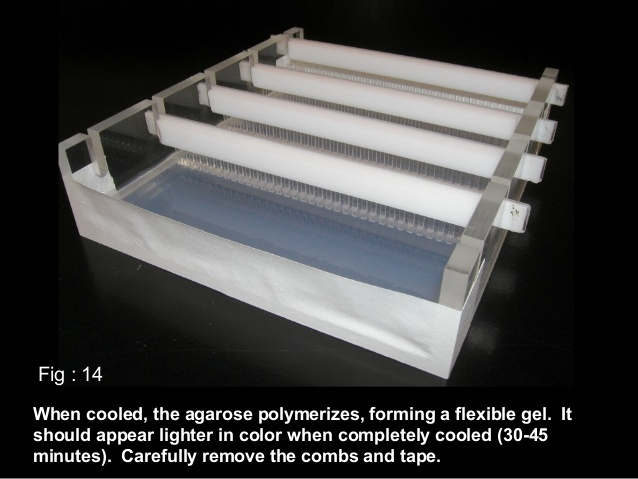 Fig : 14
When cooled, the agarose polymerizes, forming a flexible gel.  It
should appear lighter in color when completely cooled (30-45
minutes).  Carefully remove the combs and tape.